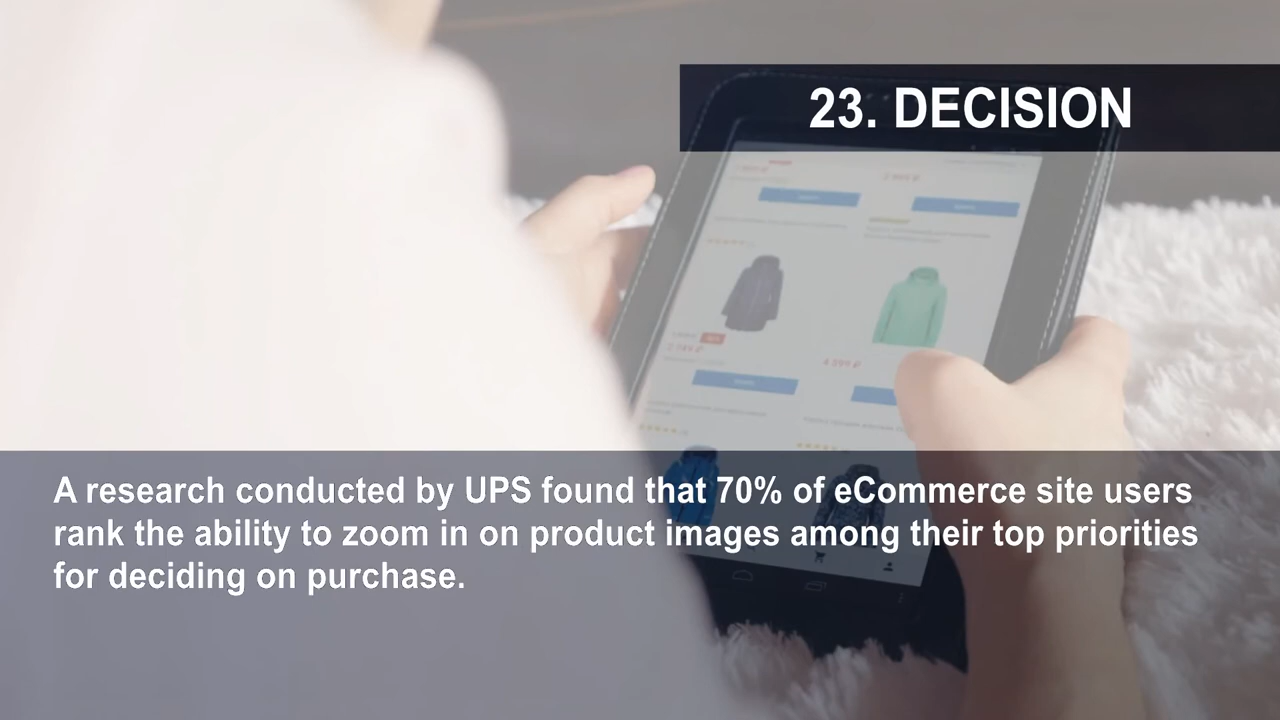 23. DECISION
A research conducted by UPS found that 70% of eCommerce site users
rank the ability to zoom in on product images among their top priorities
for deciding on purchase.